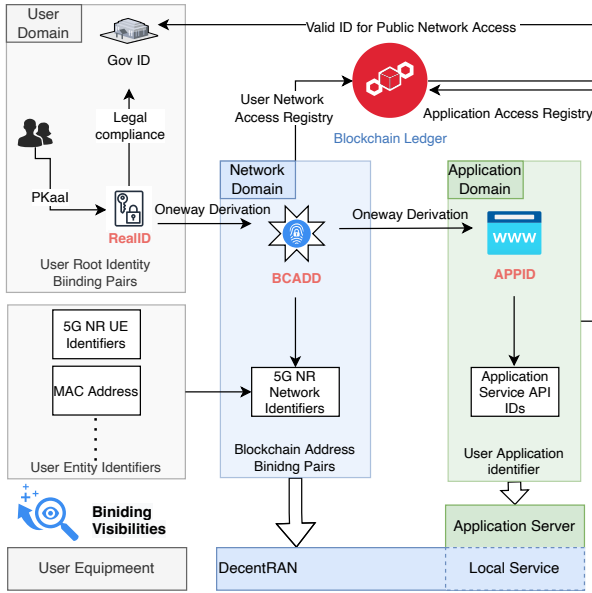 User
Domain
Gov ID
Valid ID for Public Network Access
Legal
compliance
User Network
Access Registry
Application Access Registry
Blockchain Ledger
PKaaI
RealID
Oneway Derivation
User Root Identity
Biinding Pairs
Network
Domain
BCADD
Oneway Derivation
Application
Domain
WWW
APPID
5G NR UE
Identifiers
MAC Address
User Entity Identifiers
5G NR
Network
Identifiers
Blockchain Address
Binidng Pairs
Application
Service API
IDs
User Application
identifier
Biniding
Visibilities
Application Server
User Equipmeent
DecentRAN
Local Service